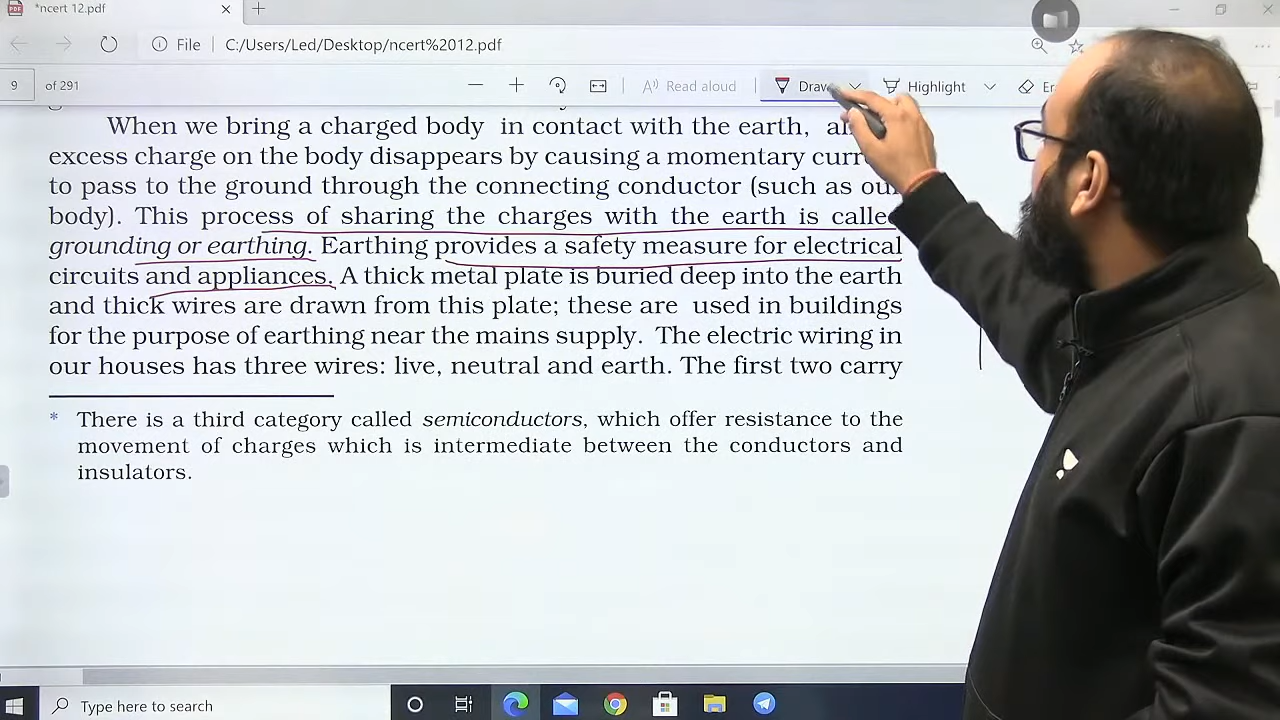 *ncert 12.pdf
File C:/Users/Led/Desktop/ncert%2012.pdf
9 of 291 Read aloud Draw Highlight
When we bring a charged body in contact with the earth,
excess charge on the body disappears by causing a momentary
to pass to the ground through the connecting conductor (such as our
body). This process of sharing the charges with the earth is called
grounding or earthing. Earthing provides a safety measure for electrical
circuits and appliances. A thick metal plate is buried deep into the earth
and thick wires are drawn from this plate; these are used in buildings
for the purpose of earthing near the mains supply. The electric wiring in
our houses has three wires: live, neutral and earth. The first two carry
* There is a third category called semiconductors, which offer resistance to the
movement of charges which is intermediate between the conductors and
insulators.
Type here to search